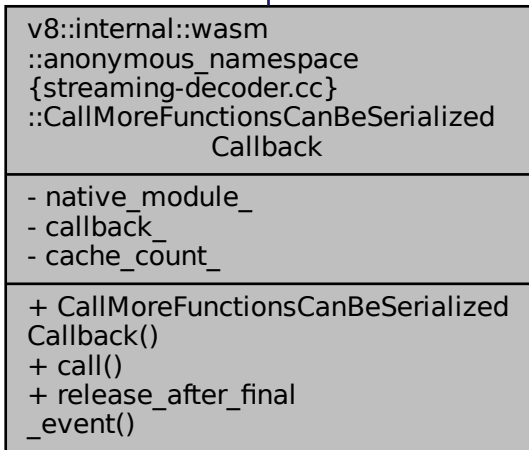 v8::internal::wasm
::anonymous_namespace
{streaming-decoder.cc}
::CallMoreFunctionsCanBeSerialized
Callback
- native_module_
- callback_
- cache_count_
+ CallMoreFunctionsCanBeSerialized
Callback()
+ call()
+ release_after_final
_event()